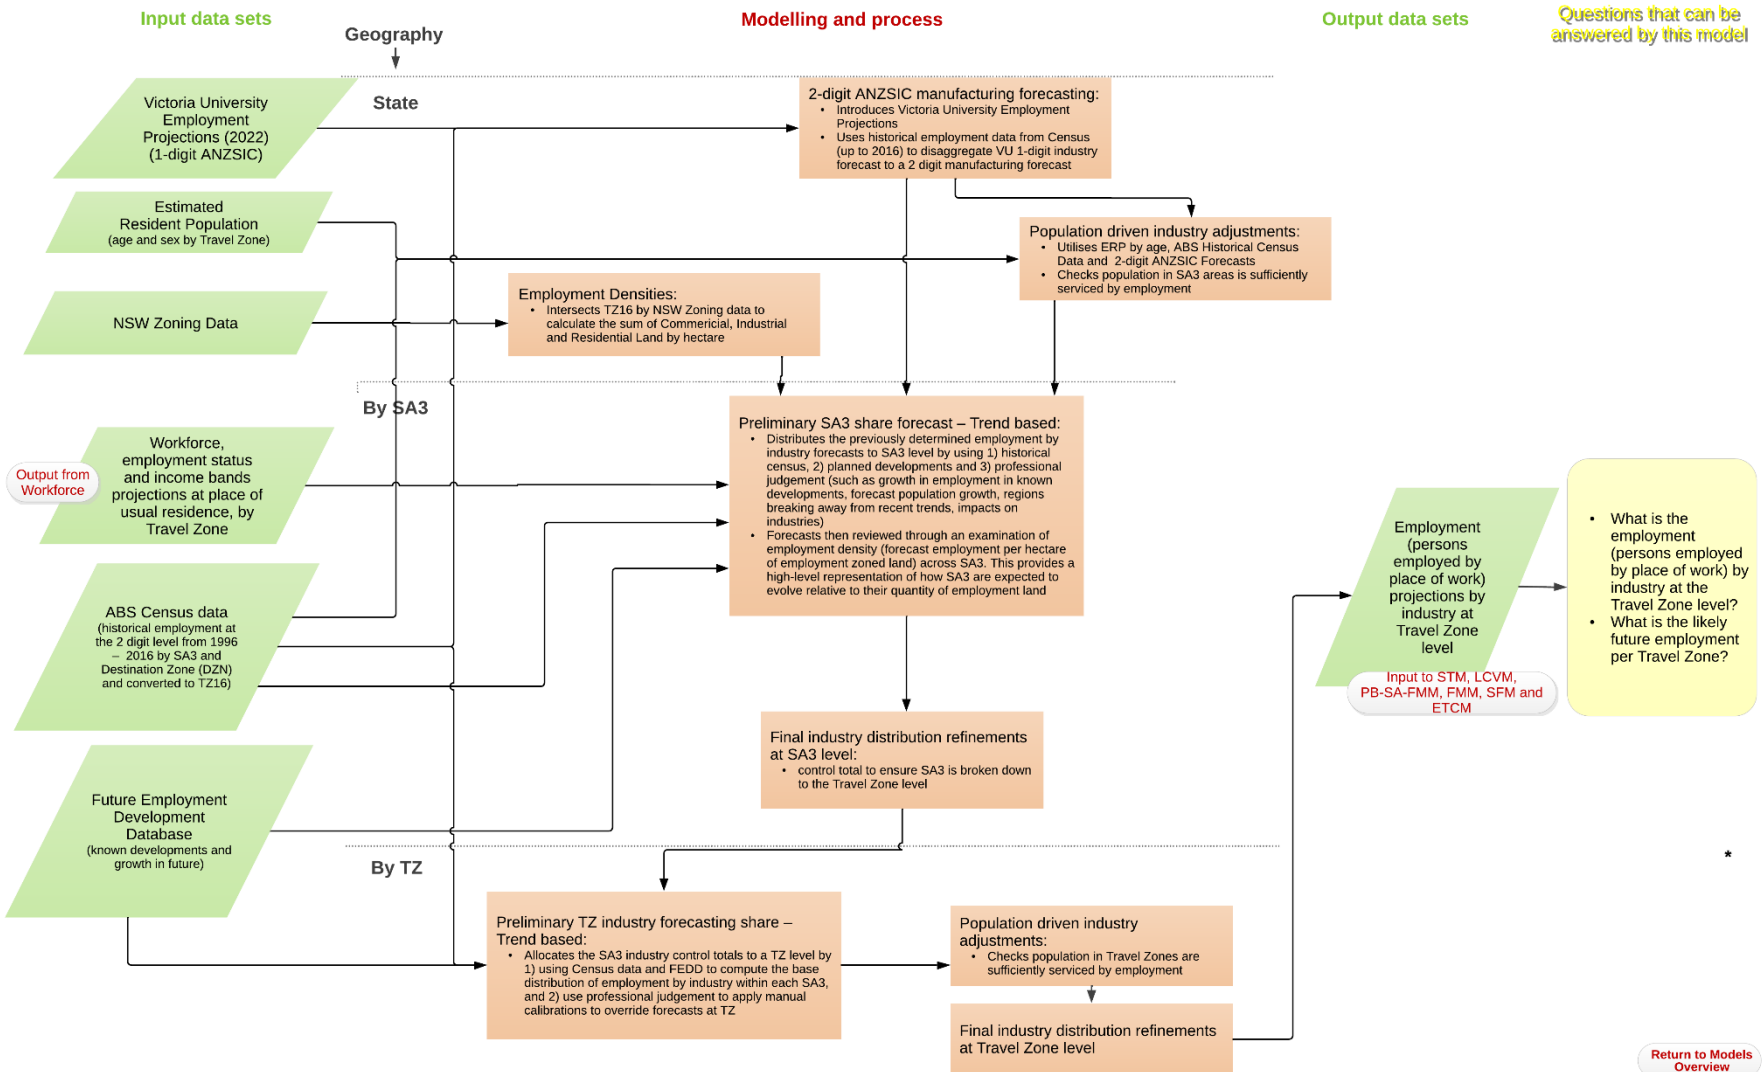 Input data sets
Modelling and process
Output data sets
Questions that can be
answered by this model
Geography
State
Victoria University
Employment
Projections (2022)
(1-digit ANZSIC)
2-digit ANZSIC manufacturing forecasting:
• Introduces Victoria University Employment
Projections
• Uses historical employment data from Census
(up to 2016) to disaggregate VU 1-digit industry
forecast to a 2 digit manufacturing forecast
Estimated
Resident Population
(age and sex by Travel Zone)
Population driven industry adjustments:
• Utilises ERP by age, ABS Historical Census
Data and 2-digit ANZSIC Forecasts
• Checks population in SA3 areas is sufficiently
serviced by employment
NSW Zoning Data
Employment Densities:
• Intersects TZ16 by NSW Zoning data to
calculate the sum of Commericial, Industrial
and Residential Land by hectare
By SA3
Output from
Workforce
Workforce,
employment status
and income bands
projections at place of
usual residence, by
Travel Zone
Preliminary SA3 share forecast – Trend based:
• Distributes the previously determined employment by
industry forecasts to SA3 level by using 1) historical
census, 2) planned developments and 3) professional
judgement (such as growth in employment in known
developments, forecast population growth, regions
breaking away from recent trends, impacts on
industries)
• Forecasts then reviewed through an examination of
employment density (forecast employment per hectare
of employment zoned land) across SA3. This provides a
high-level representation of how SA3 are expected to
evolve relative to their quantity of employment land
ABS Census data
(historical employment at
the 2 digit level from 1996
– 2016 by SA3 and
Destination Zone (DZN)
and converted to TZ16)
Employment
(persons
employed by
place of work)
projections by
industry at
Travel Zone
level
Input to STM, LCVM,
PB-SA-FMM, FMM, SFM and
ETCM
• What is the
employment
(persons employed
by place of work) by
industry at the
Travel Zone level?
• What is the likely
future employment
per Travel Zone?
Final industry distribution refinements
at SA3 level:
• control total to ensure SA3 is broken down
to the Travel Zone level
Future Employment
Development
Database
(known developments and
growth in future)
By TZ
*
Preliminary TZ industry forecasting share –
Trend based:
• Allocates the SA3 industry control totals to a TZ level by
1) using Census data and FEDD to compute the base
distribution of employment by industry within each SA3,
and 2) use professional judgement to apply manual
calibrations to override forecasts at TZ
Population driven industry
adjustments:
• Checks population in Travel Zones are
sufficiently serviced by employment
Final industry distribution refinements
at Travel Zone level
Return to Models
Overview